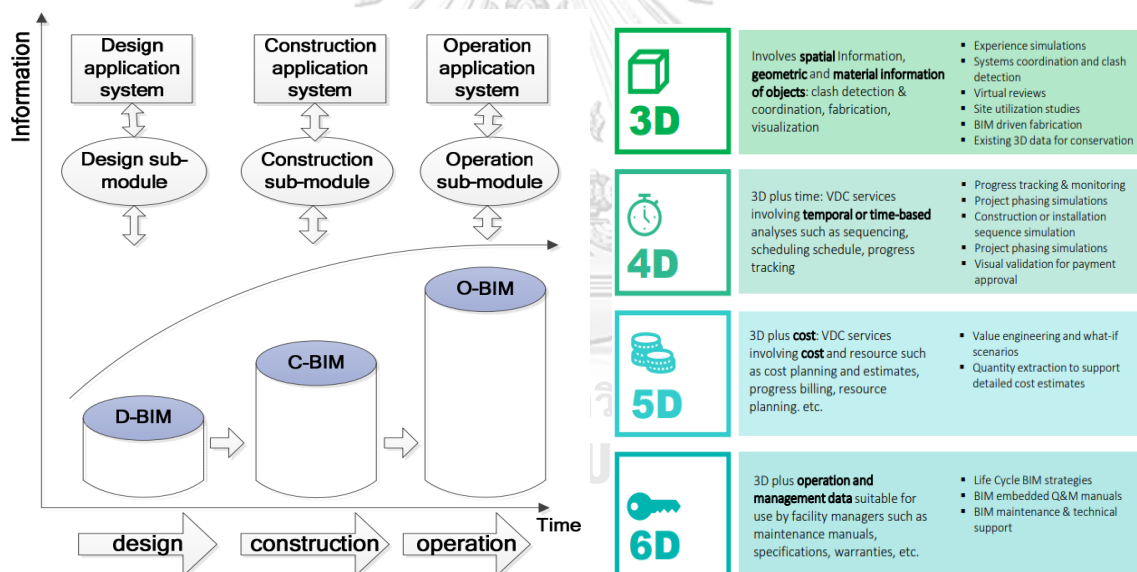 Information
Design
application
system
Construction
application
system
Operation
application
system
Design sub-
module
Construction
sub-module
Operation
sub-module
D-BIM
C-BIM
O-BIM
Time
design
construction
operation
3D
Involves spatial Information,
geometric and material information
of objects: clash detection &
coordination, fabrication,
visualization
▪ Experience simulations
▪ Systems coordination and clash
detection
▪ Virtual reviews
▪ Site utilization studies
▪ BIM driven fabrication
▪ Existing 3D data for conservation
4D
3D plus time: VDC services
involving temporal or time-based
analyses such as sequencing,
scheduling schedule, progress
tracking
▪ Progress tracking & monitoring
▪ Project phasing simulations
▪ Construction or installation
sequence simulation
▪ Project phasing simulations
▪ Visual validation for payment
approval
5D
3D plus cost: VDC services
involving cost and resource such
as cost planning and estimates,
progress billing, resource
planning. etc.
▪ Value engineering and what-if
scenarios
▪ Quantity extraction to support
detailed cost estimates
6D
3D plus operation and
management data suitable for
use by facility managers such as
maintenance manuals,
specifications, warranties, etc.
▪ Life Cycle BIM strategies
▪ BIM embedded Q&M manuals
▪ BIM maintenance & technical
support